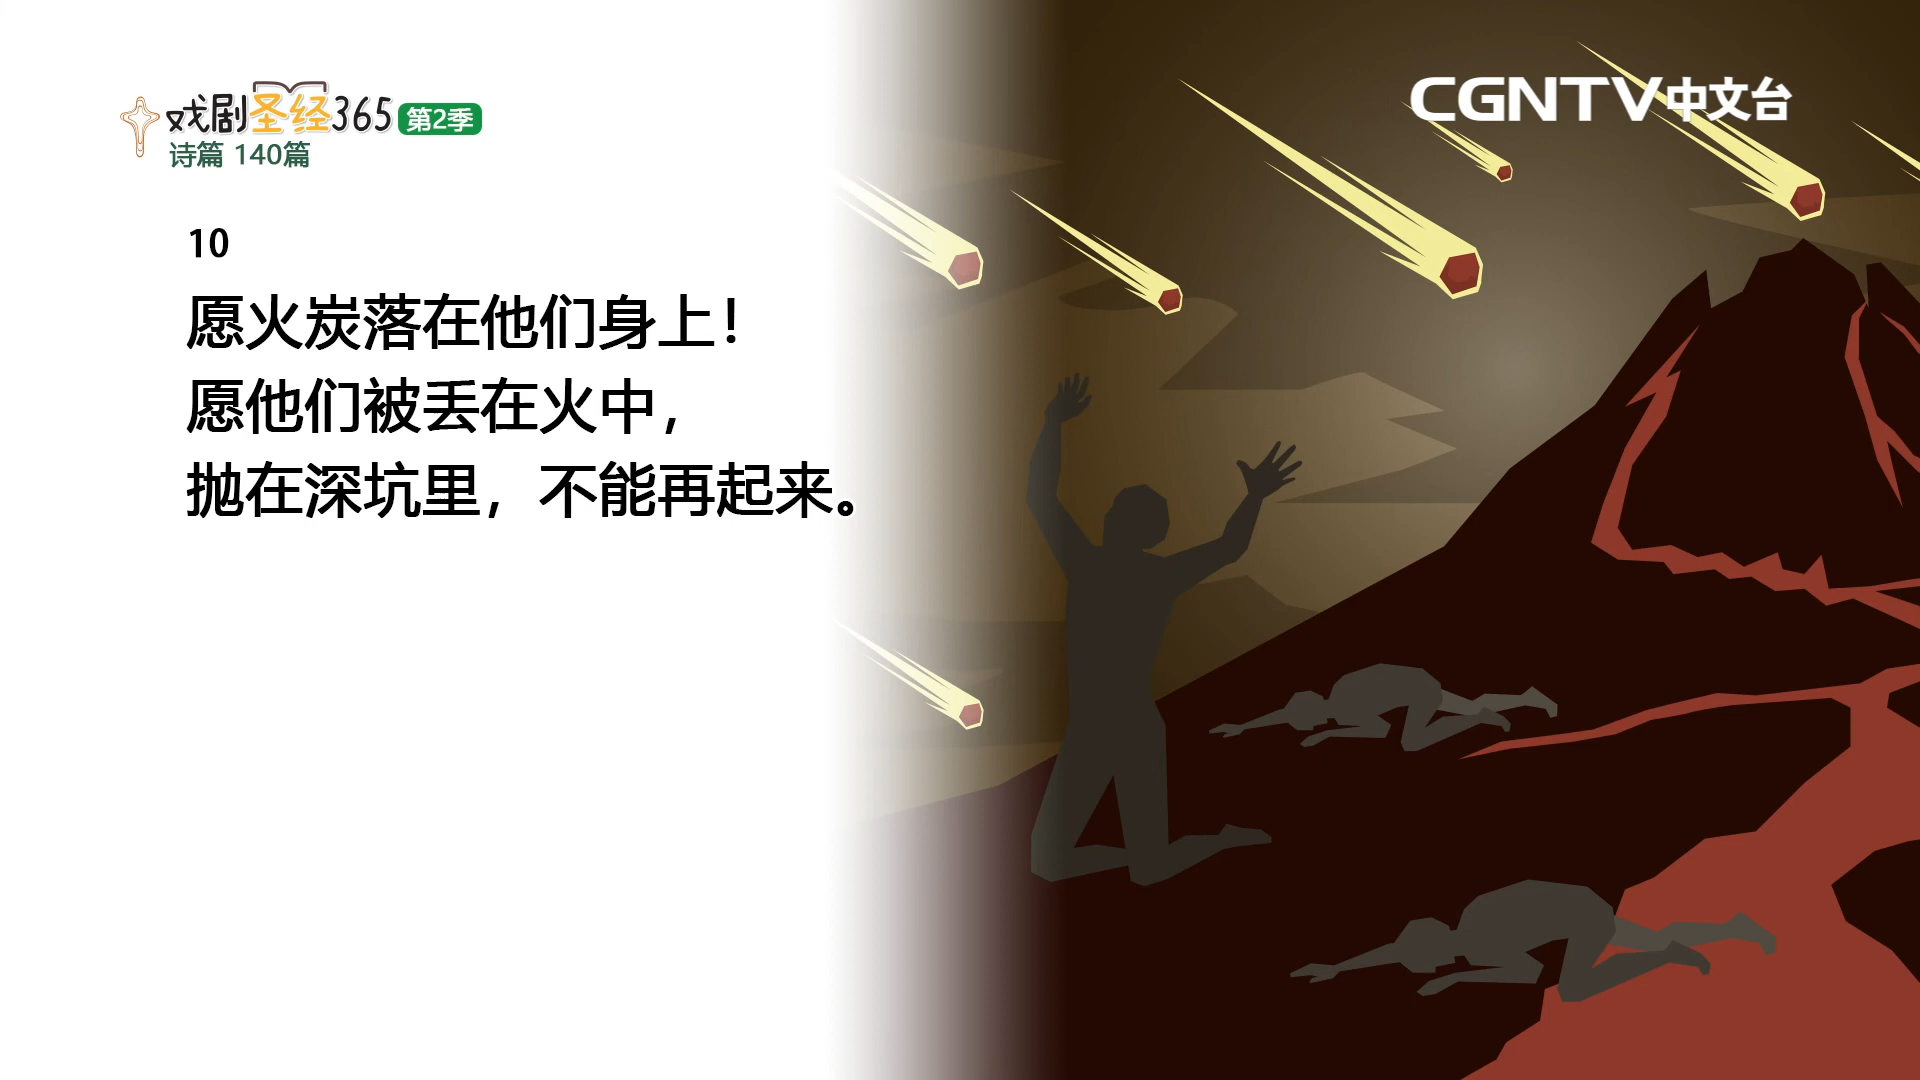 戏剧圣经365 第2季
诗篇 140篇
CGNTV中文台
10
愿火炭落在他们身上！
愿他们被丢在火中，
抛在深坑里，不能再起来。